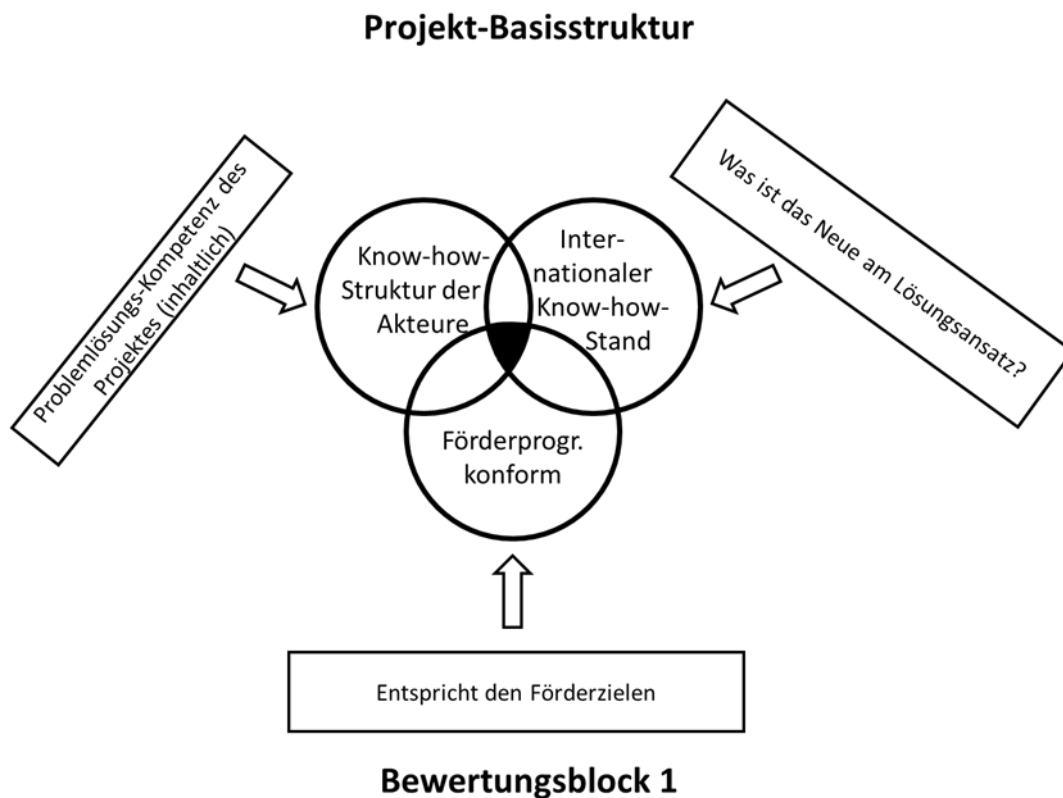 Projekt-Basisstruktur
Problemlösungs-Kompetenz des
Projektes (inhaltlich)
Know-how-
Struktur der
Akteure
Inter-
nationaler
Know-how-
Stand
Was ist das Neue am Lösungsansatz?
Förderprogr.
konform
Entspricht den Förderzielen
Bewertungsblock 1